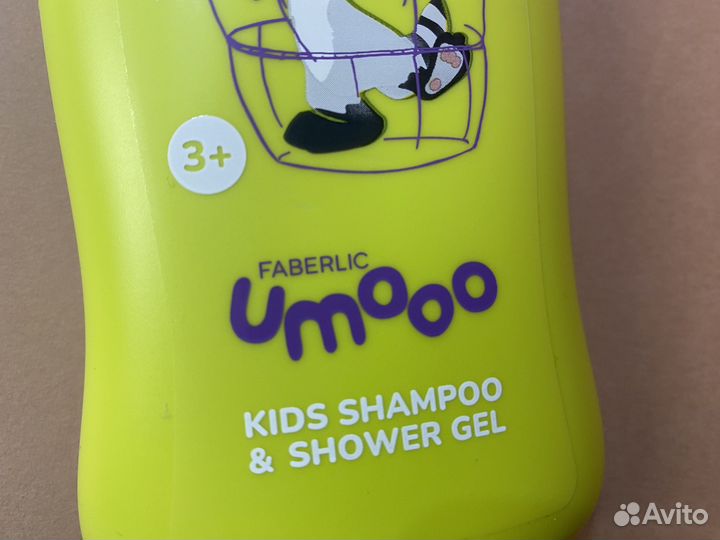 3+
FABERLIC
umooo
KIDS SHAMPOO
& SHOWER GEL
Avito